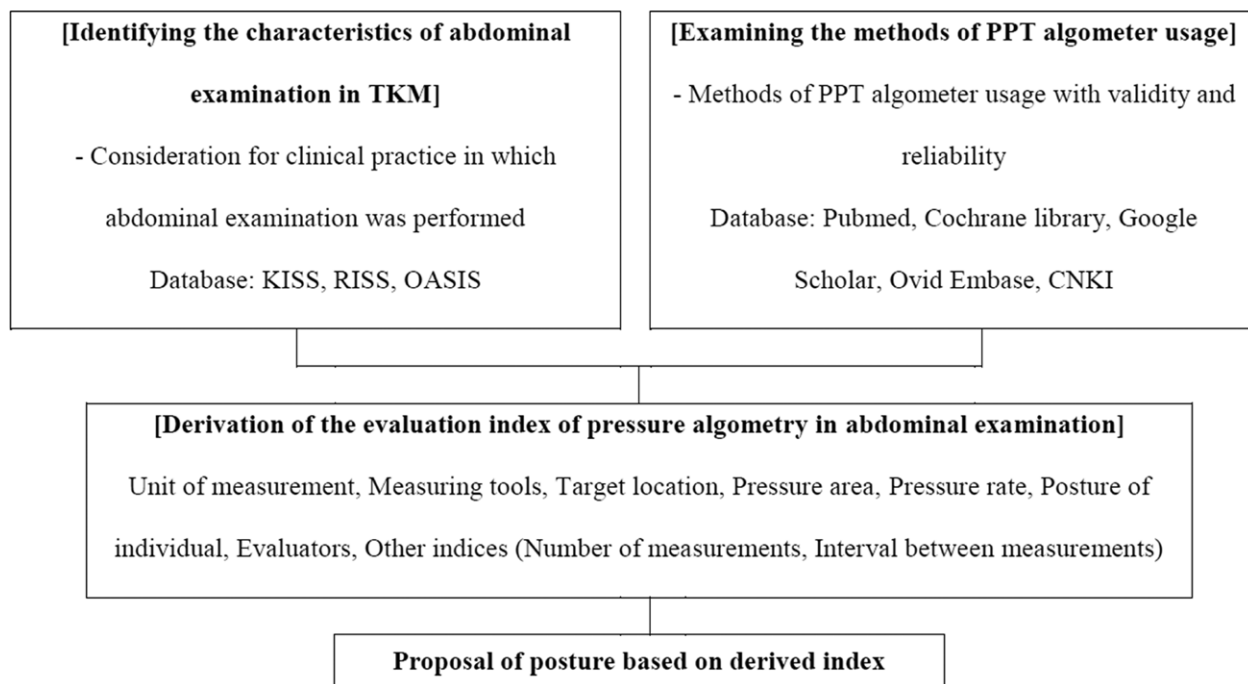 [Identifying the characteristics of abdominal
examination in TKM]
- Consideration for clinical practice in which
abdominal examination was performed
Database: KISS, RISS, OASIS
[Examining the methods of PPT algometer usage]
- Methods of PPT algometer usage with validity and
reliability
Database: Pubmed, Cochrane library, Google
Scholar, Ovid Embase, CNKI
[Derivation of the evaluation index of pressure algometry in abdominal examination]
Unit of measurement, Measuring tools, Target location, Pressure area, Pressure rate, Posture of
individual, Evaluators, Other indices (Number of measurements, Interval between measurements)
Proposal of posture based on derived index